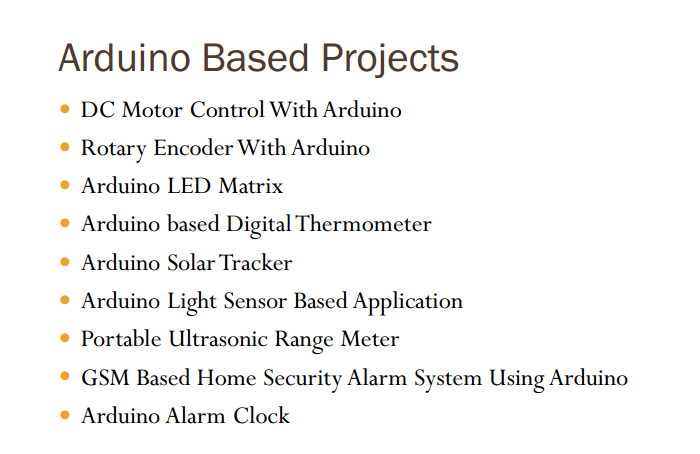 Arduino Based Projects
• DC Motor Control With Arduino
• Rotary Encoder With Arduino
• Arduino LED Matrix
• Arduino based Digital Thermometer
• Arduino Solar Tracker
• Arduino Light Sensor Based Application
• Portable Ultrasonic Range Meter
• GSM Based Home Security Alarm System Using Arduino
• Arduino Alarm Clock